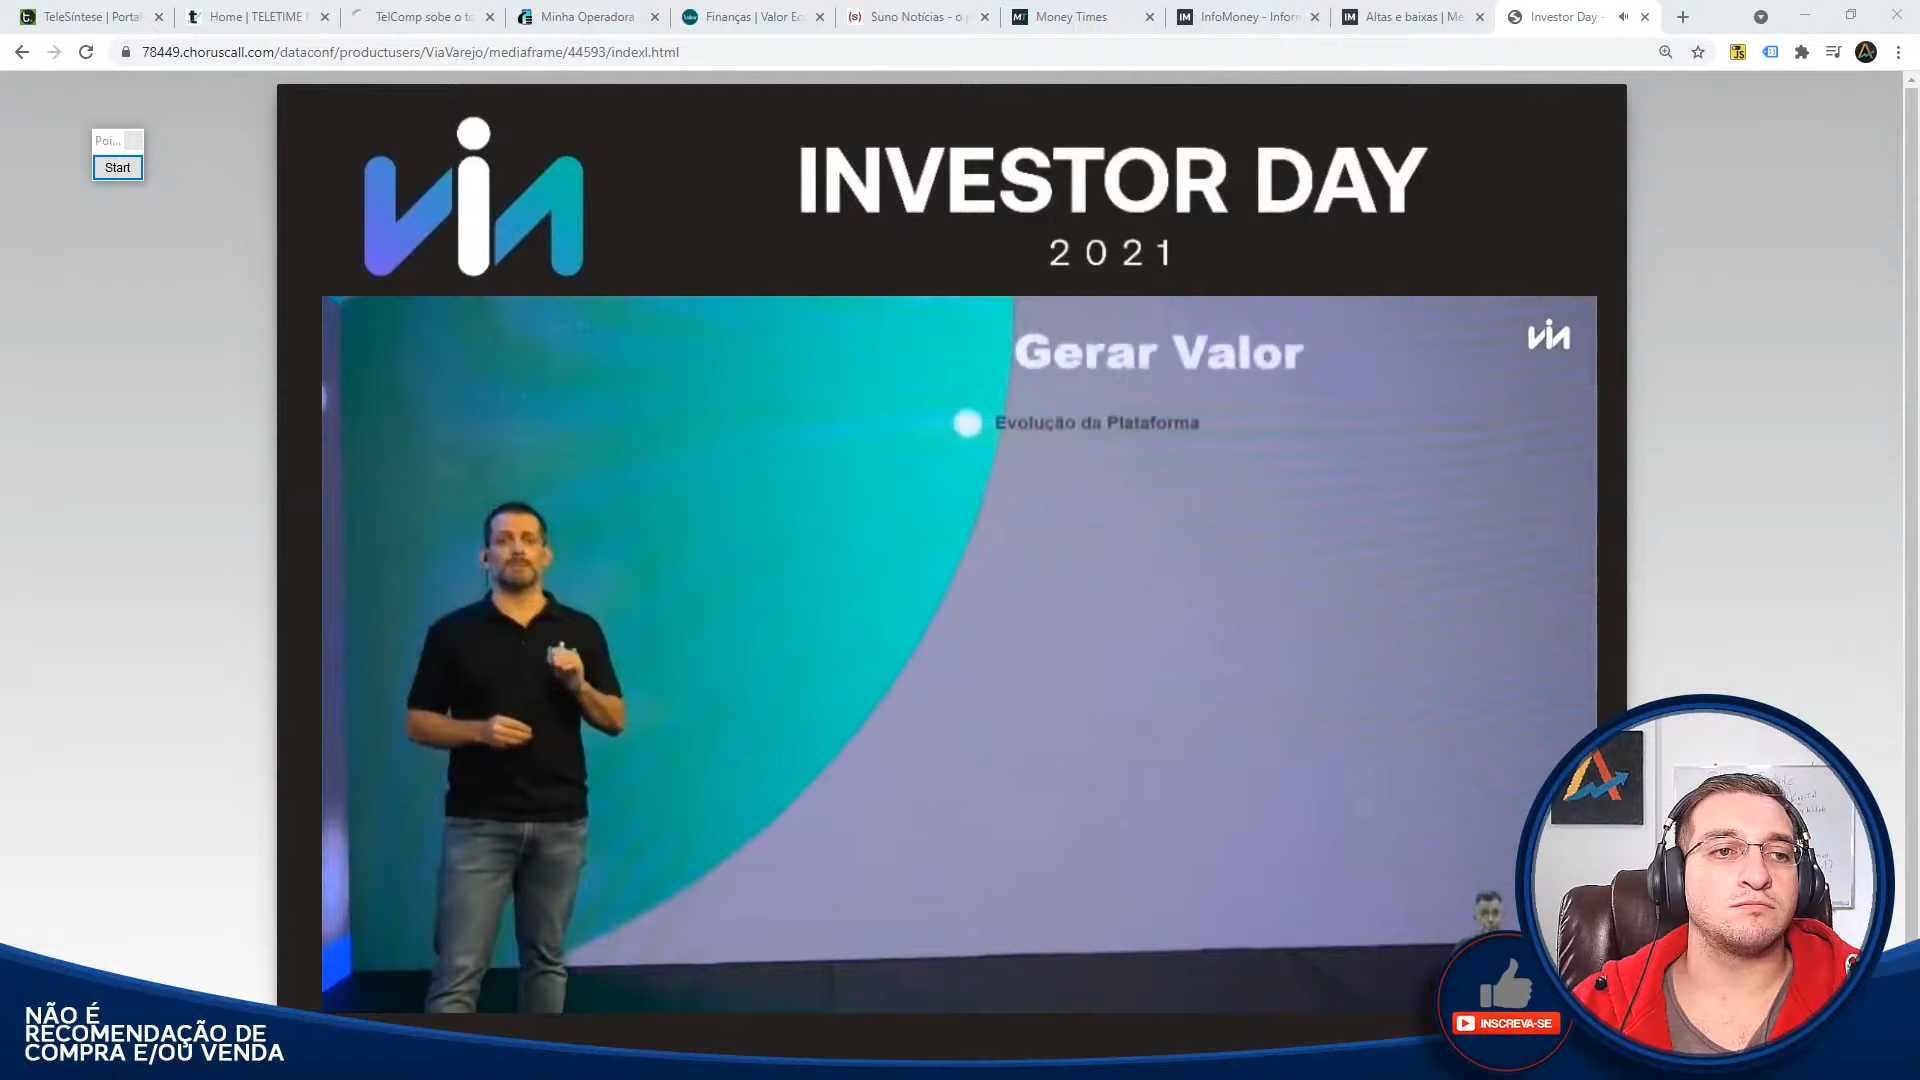 TeleSíntese | Porta
Home | TELETIME
TelComp sobe o to
Minha Operadora
Finanças | Valor Ec
Suno Notícias - o p
Money Times
InfoMoney - Inform
Altas e baixas | Me
Investor Day -
78449.choruscall.com/dataconf/productusers/ViaVarejo/mediaframe/44593/indexl.html
Poi...
Start
via
INVESTOR DAY
2021
Gerar Valor
via
Evolução da Plataforma
NÃO É
RECOMENDAÇÃO DE
COMPRA E/OU VENDA
INSCREVA-SE